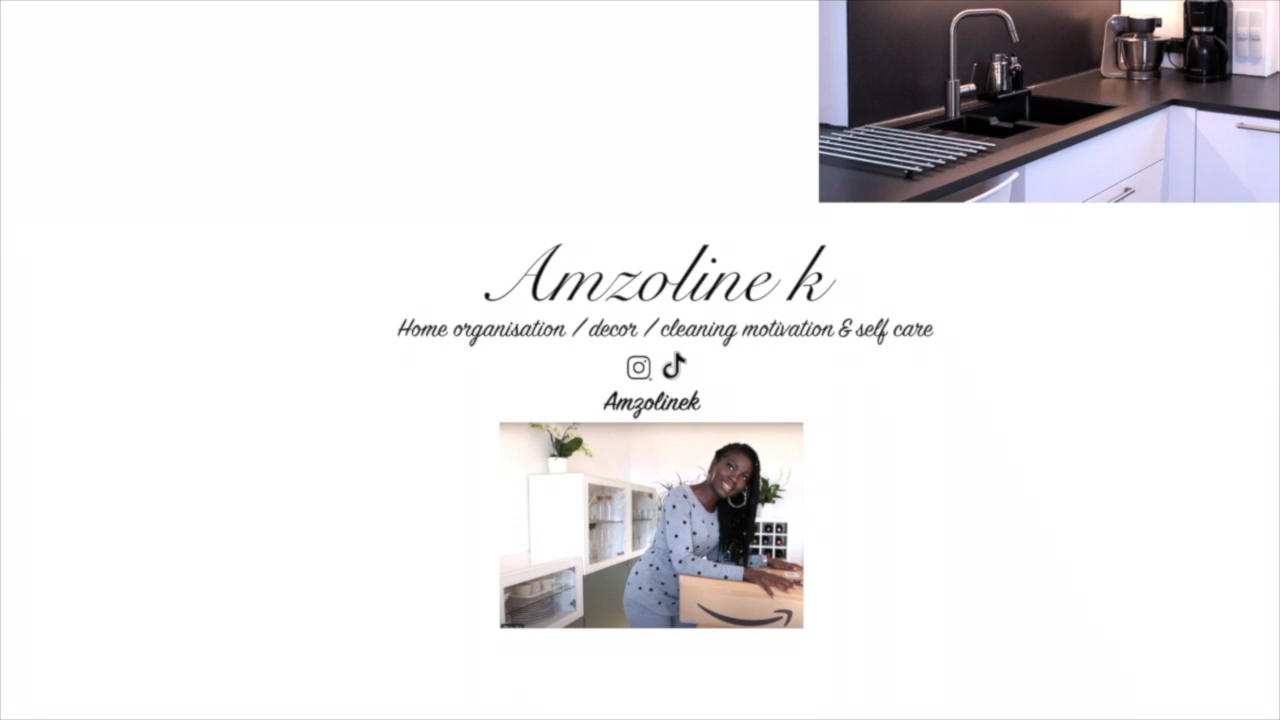 Amzoline k
Home organisation / decor / cleaning motivation & self care
Amzolinek